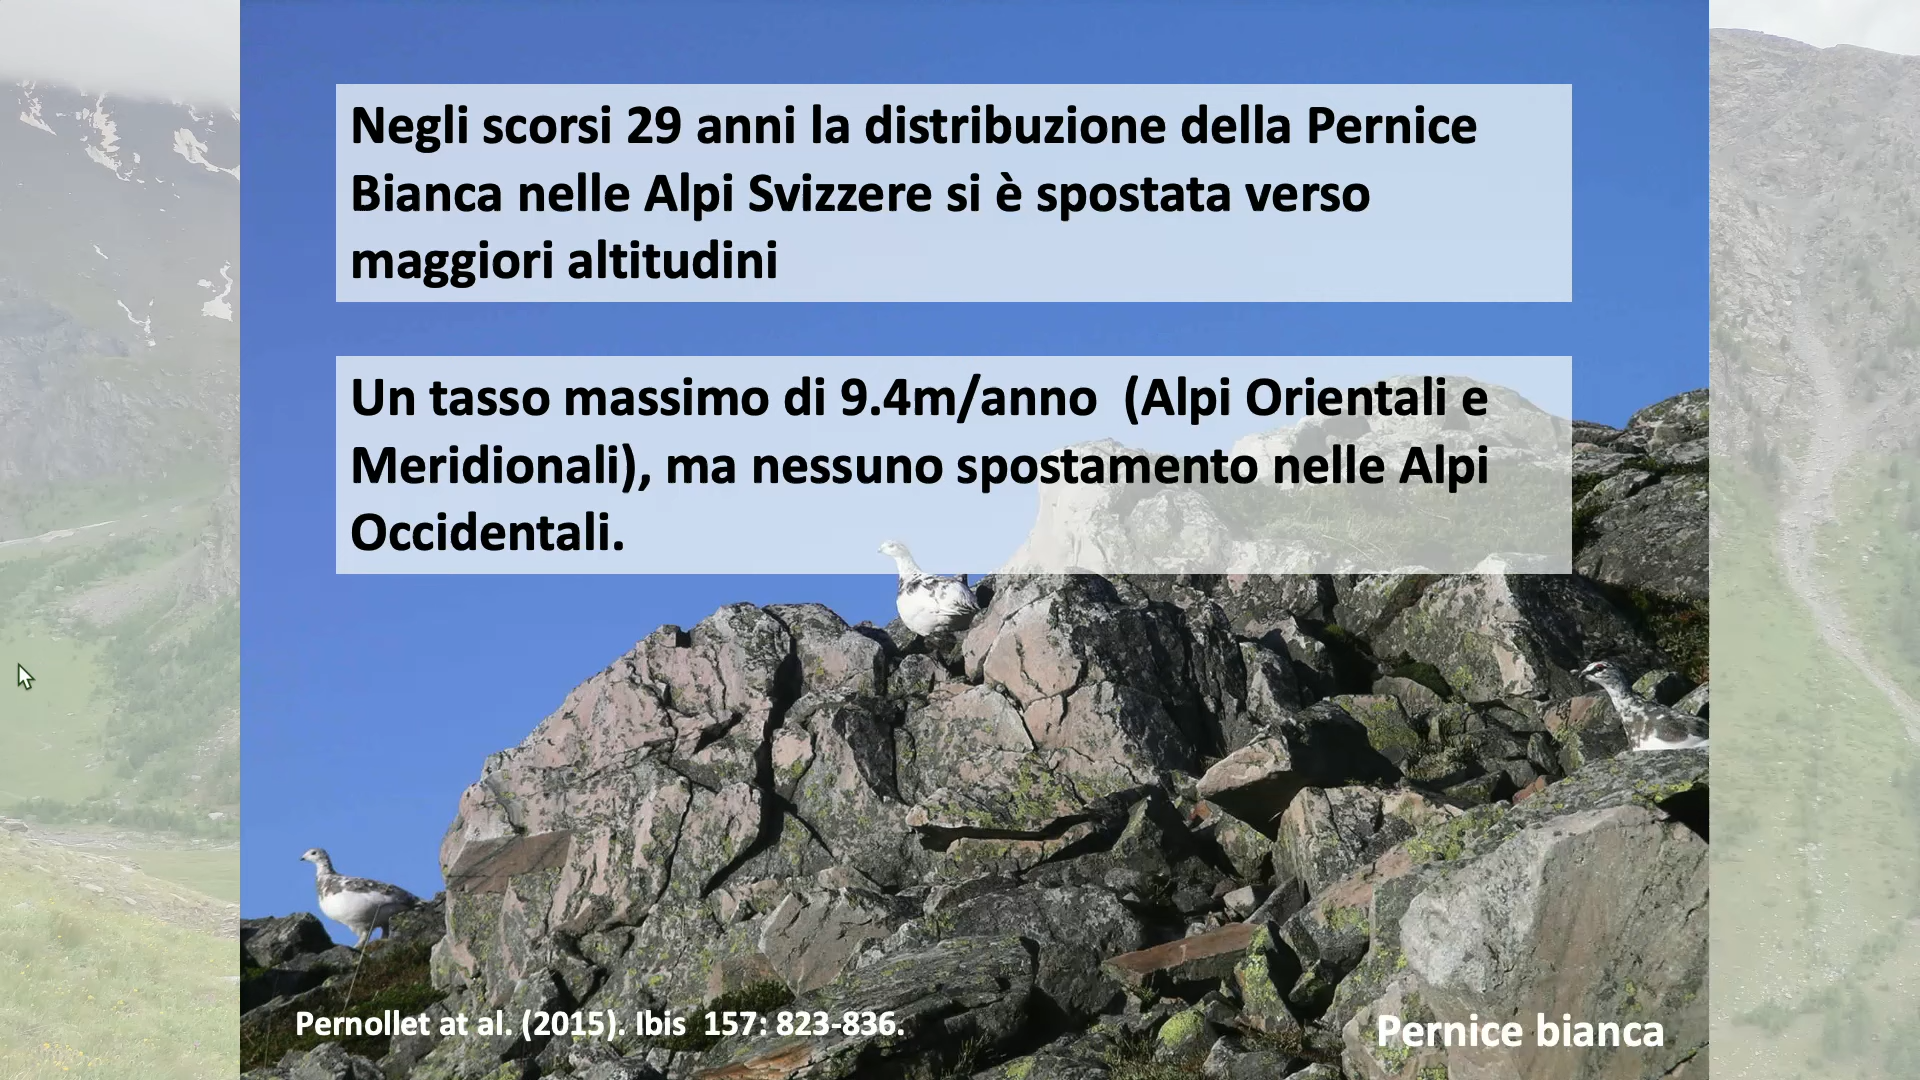 Negli scorsi 29 anni la distribuzione della Pernice
Bianca nelle Alpi Svizzere si è spostata verso
maggiori altitudini
Un tasso massimo di 9.4m/anno (Alpi Orientali e
Meridionali), ma nessuno spostamento nelle Alpi
Occidentali.
Pernollet at al. (2015). Ibis 157: 823-836.
Pernice bianca